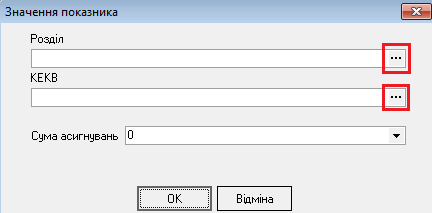 Значення показника
Розділ
...
КЕКВ
...
Сума асигнувань 0
OK Відміна